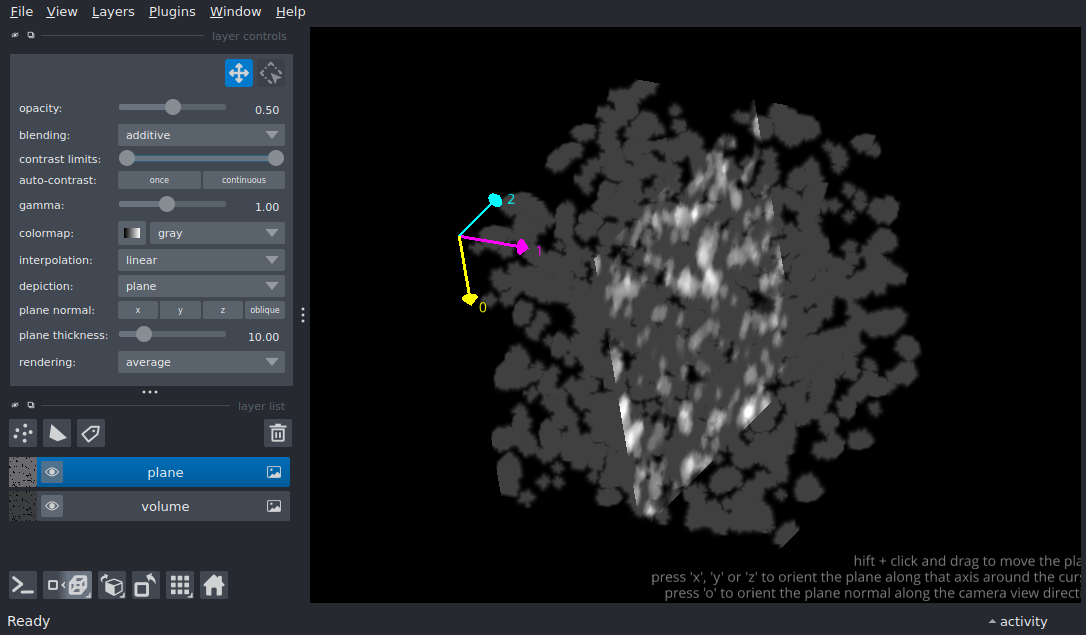 File View Layers Plugins Window Help
layer controls
opacity: 0.50
blending: additive
contrast limits:
auto-contrast: once continuous
gamma: 1.00
colormap: gray
interpolation: linear
depiction: plane
plane normal: x y z oblique
plane thickness: 10.00
rendering: average
layer list
plane
volume
2
1
0
hift + click and drag to move the pla
press 'x', 'y' or 'z' to orient the plane along that axis around the curs
press 'o' to orient the plane normal along the camera view direct
Ready
activity